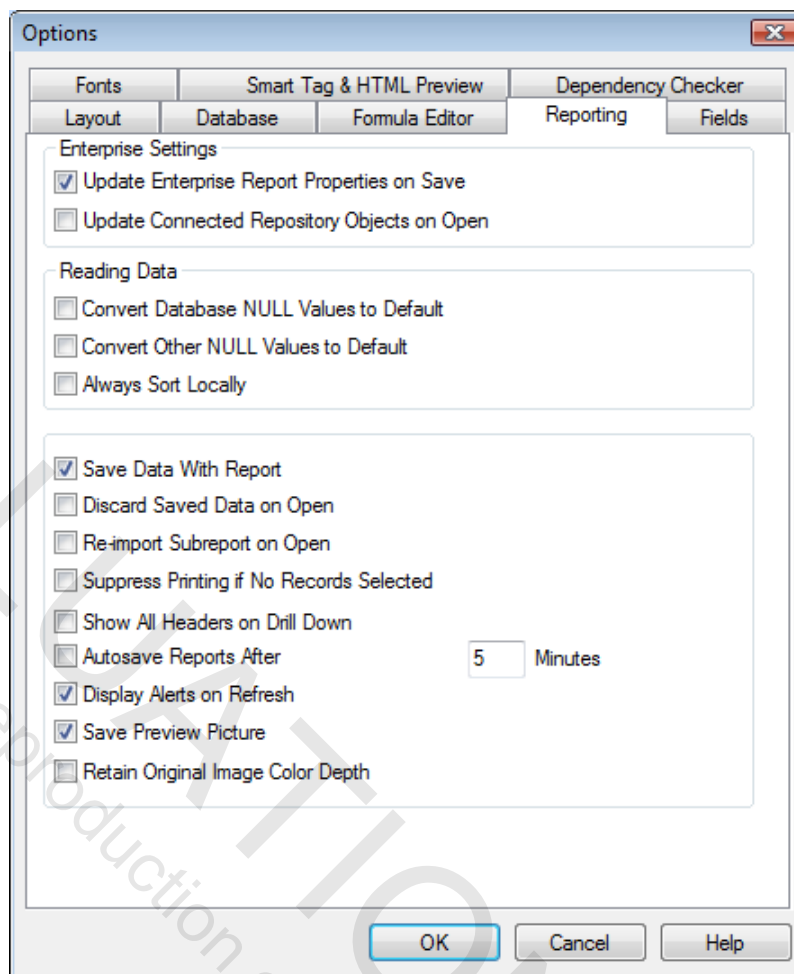 Options
Fonts Smart Tag & HTML Preview Dependency Checker
Layout Database Formula Editor Reporting Fields
Enterprise Settings
Update Enterprise Report Properties on Save
Update Connected Repository Objects on Open
Reading Data
Convert Database NULL Values to Default
Convert Other NULL Values to Default
Always Sort Locally
Save Data With Report
Discard Saved Data on Open
Re-import Subreport on Open
Suppress Printing if No Records Selected
Show All Headers on Drill Down
Autosave Reports After 5 Minutes
Display Alerts on Refresh
Save Preview Picture
Retain Original Image Color Depth
OK Cancel Help